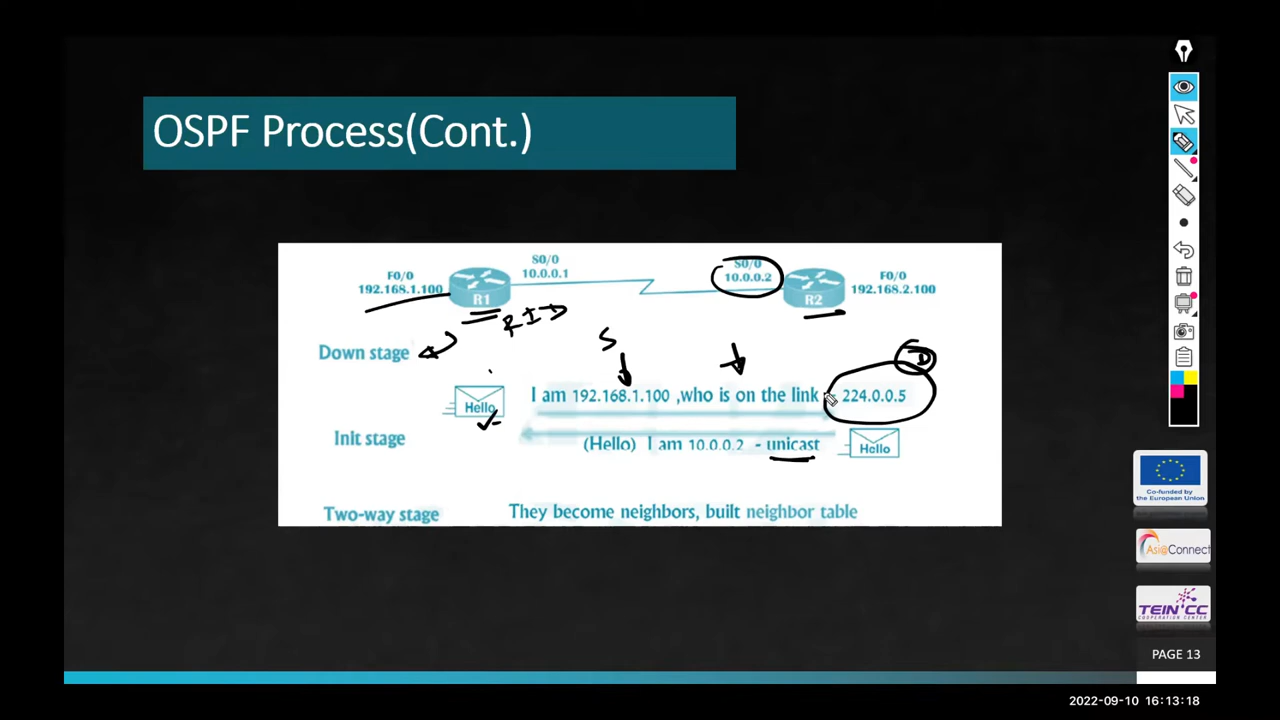 OSPF Process(Cont.)
S0/0
10.0.0.1
S0/0
10.0.0.2
F0/0
192.168.1.100
F0/0
192.168.2.100
R1
R2
RID
Down stage
S
D
I am 192.168.1.100 ,who is on the link - 224.0.0.5
Hello
Init stage
(Hello) I am 10.0.0.2 - unicast
Hello
Two-way stage
They become neighbors, built neighbor table
Co-funded by
the European Union
Asi@Connect
TEIN*CC
COOPERATION CENTER
PAGE 13
2022-09-10 16:13:18